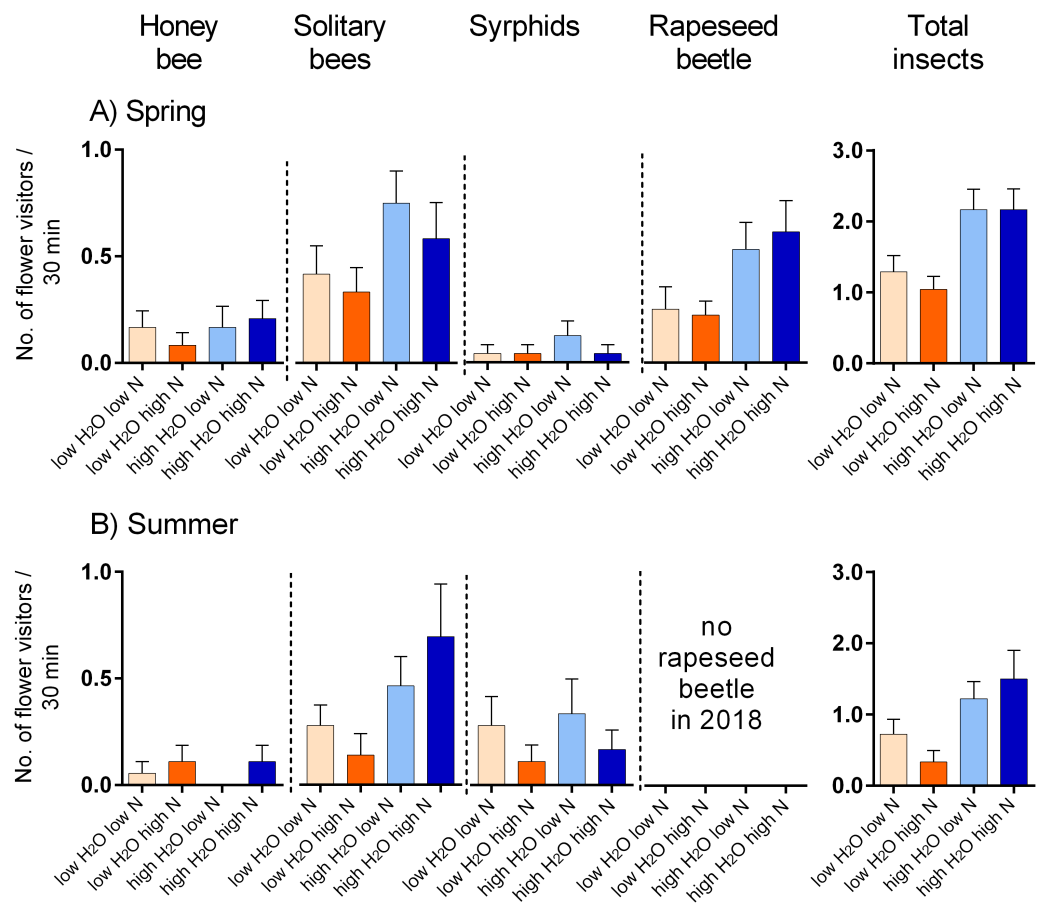 Honey
bee
Solitary
bees
Syrphids
Rapeseed
beetle
Total
insects
A) Spring
No. of flower visitors /
30 min
1.0
0.5
0.0
3.0
2.0
1.0
0.0
low H2O low N
low H2O high N
high H2O low N
high H2O high N
low H2O low N
low H2O high N
high H2O low N
high H2O high N
low H2O low N
low H2O high N
high H2O low N
high H2O high N
low H2O low N
low H2O high N
high H2O low N
high H2O high N
low H2O low N
low H2O high N
high H2O low N
high H2O high N
B) Summer
No. of flower visitors /
30 min
1.0
0.5
0.0
no
rapeseed
beetle
in 2018
3.0
2.0
1.0
0.0
low H2O low N
low H2O high N
high H2O low N
high H2O high N
low H2O low N
low H2O high N
high H2O low N
high H2O high N
low H2O low N
low H2O high N
high H2O low N
high H2O high N
low H2O low N
low H2O high N
high H2O low N
high H2O high N
low H2O low N
low H2O high N
high H2O low N
high H2O high N